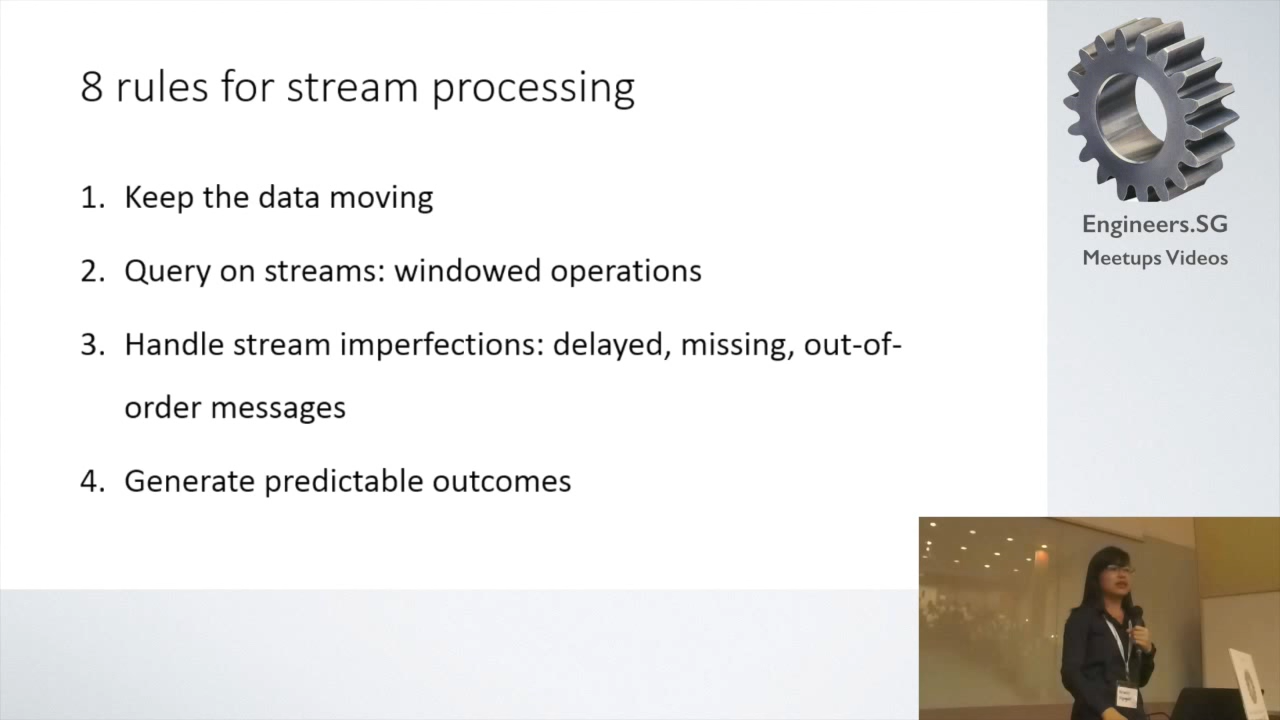 8 rules for stream processing
1. Keep the data moving
2. Query on streams: windowed operations
3. Handle stream imperfections: delayed, missing, out-of-
order messages
4. Generate predictable outcomes
Engineers.SG
Meetups Videos